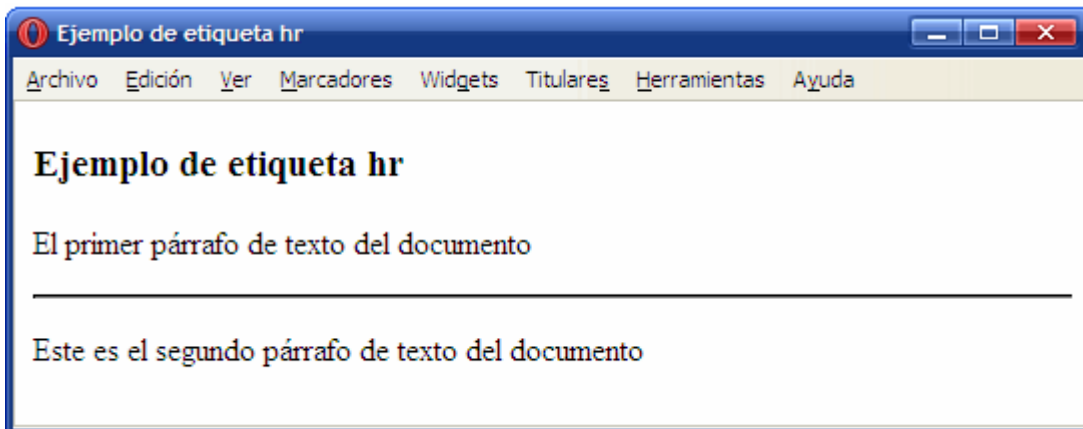 Ejemplo de etiqueta hr
Archivo Edición Ver Marcadores Widgets Titulares Herramientas Ayuda
Ejemplo de etiqueta hr
El primer párrafo de texto del documento
Este es el segundo párrafo de texto del documento